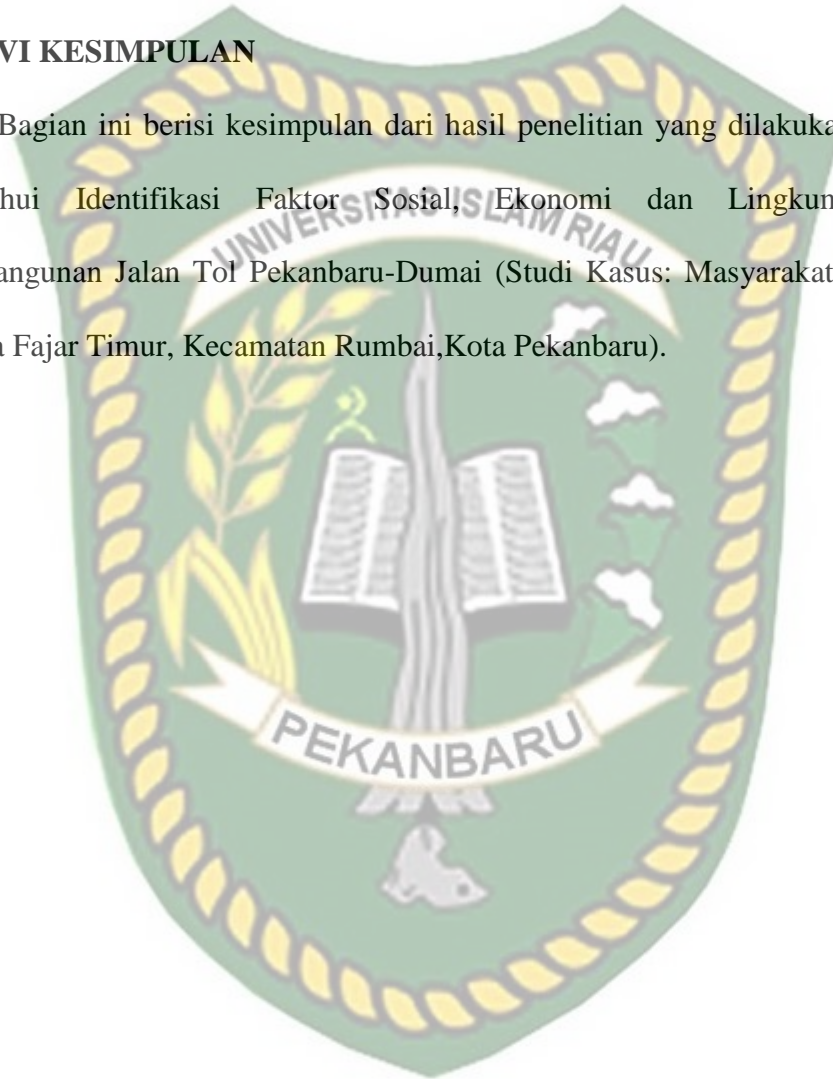 VI KESIMPULAN
Bagian ini berisi kesimpulan dari hasil penelitian yang dilakuka
hui Identifikasi Faktor Sosial, Ekonomi dan Lingkun
UNIVERSITAS ISLAM RIAU
angunan Jalan Tol Pekanbaru-Dumai (Studi Kasus: Masyarakat
a Fajar Timur, Kecamatan Rumbai,Kota Pekanbaru).
PEKANBARU